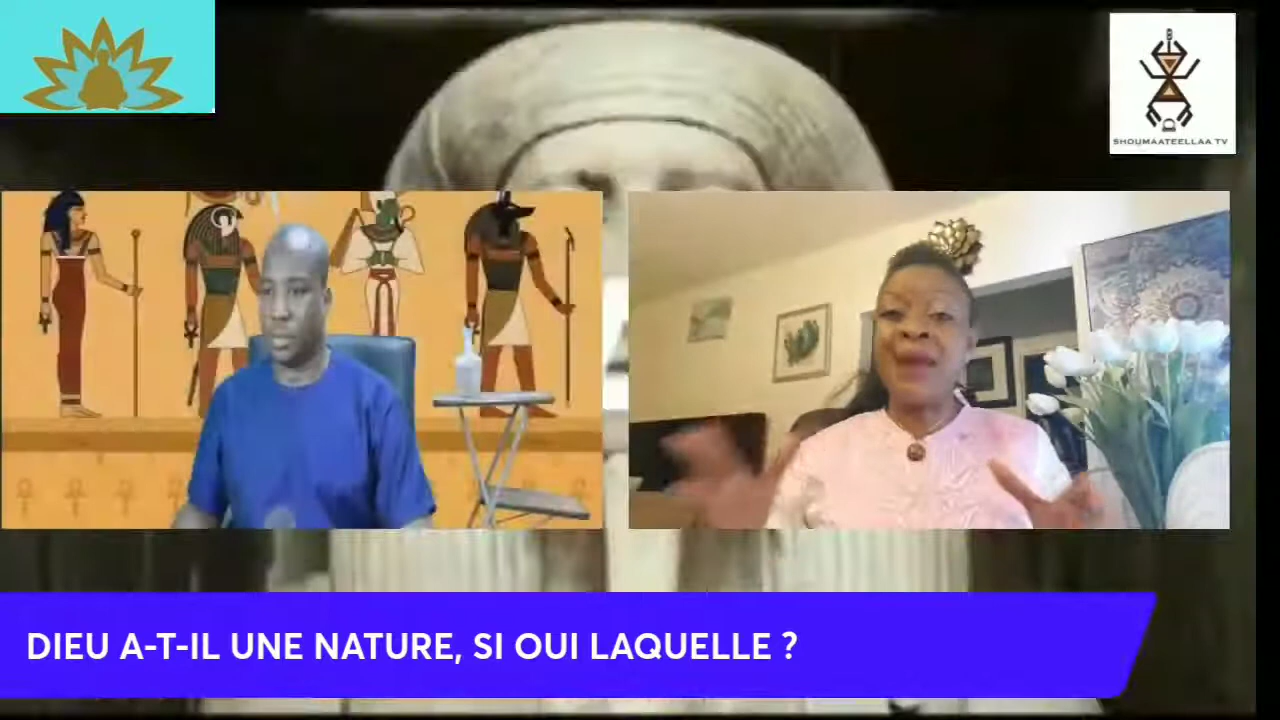 SHOUMAATEELLAA TV
DIEU A-T-IL UNE NATURE, SI OUI LAQUELLE ?